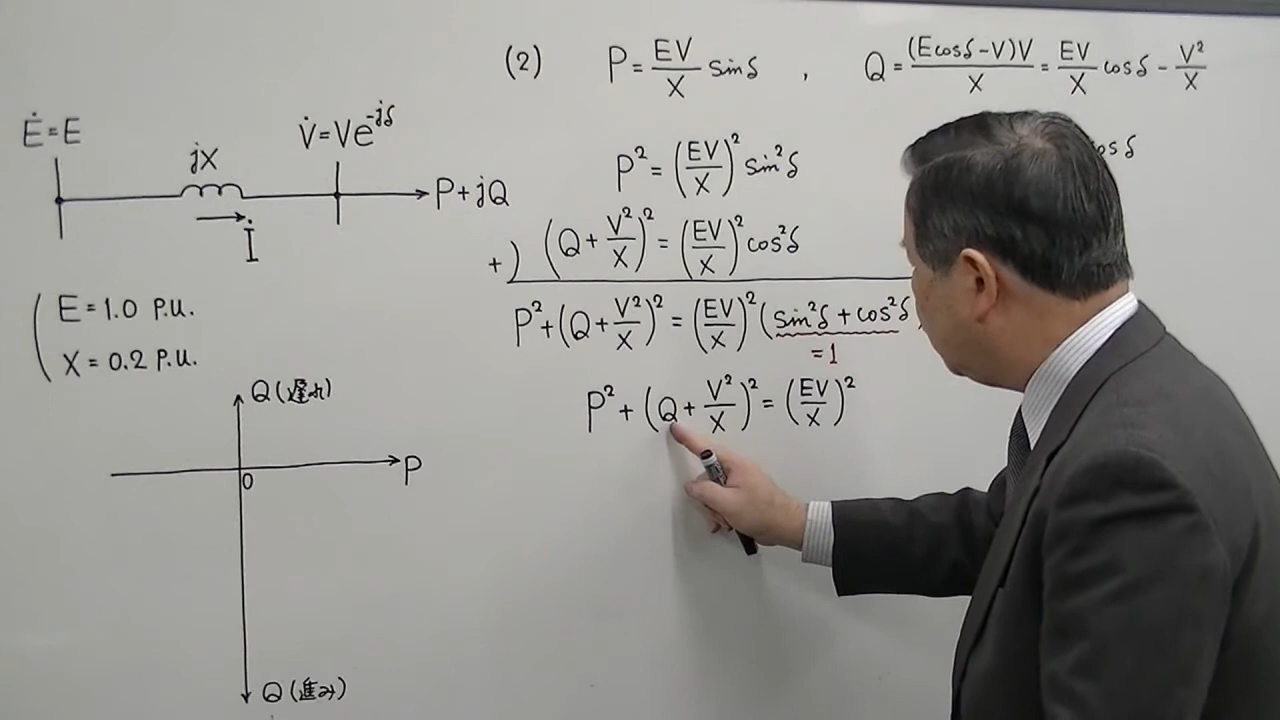 (2) P = EV/X sinδ , Q = (Ecosδ - V)V/X = EV/X cosδ - V²/X
Ė = E
V̇ = Ve^-jδ
jX
P + jQ
İ
E = 1.0 P.U.
X = 0.2 P.U.
Q (遅れ)
P
0
Q (進み)
P² = (EV/X)² sin²δ
cosδ
+) (Q + V²/X)² = (EV/X)² cos²δ
P² + (Q + V²/X)² = (EV/X)² (sin²δ + cos²δ
= 1
P² + (Q + V²/X)² = (EV/X)²